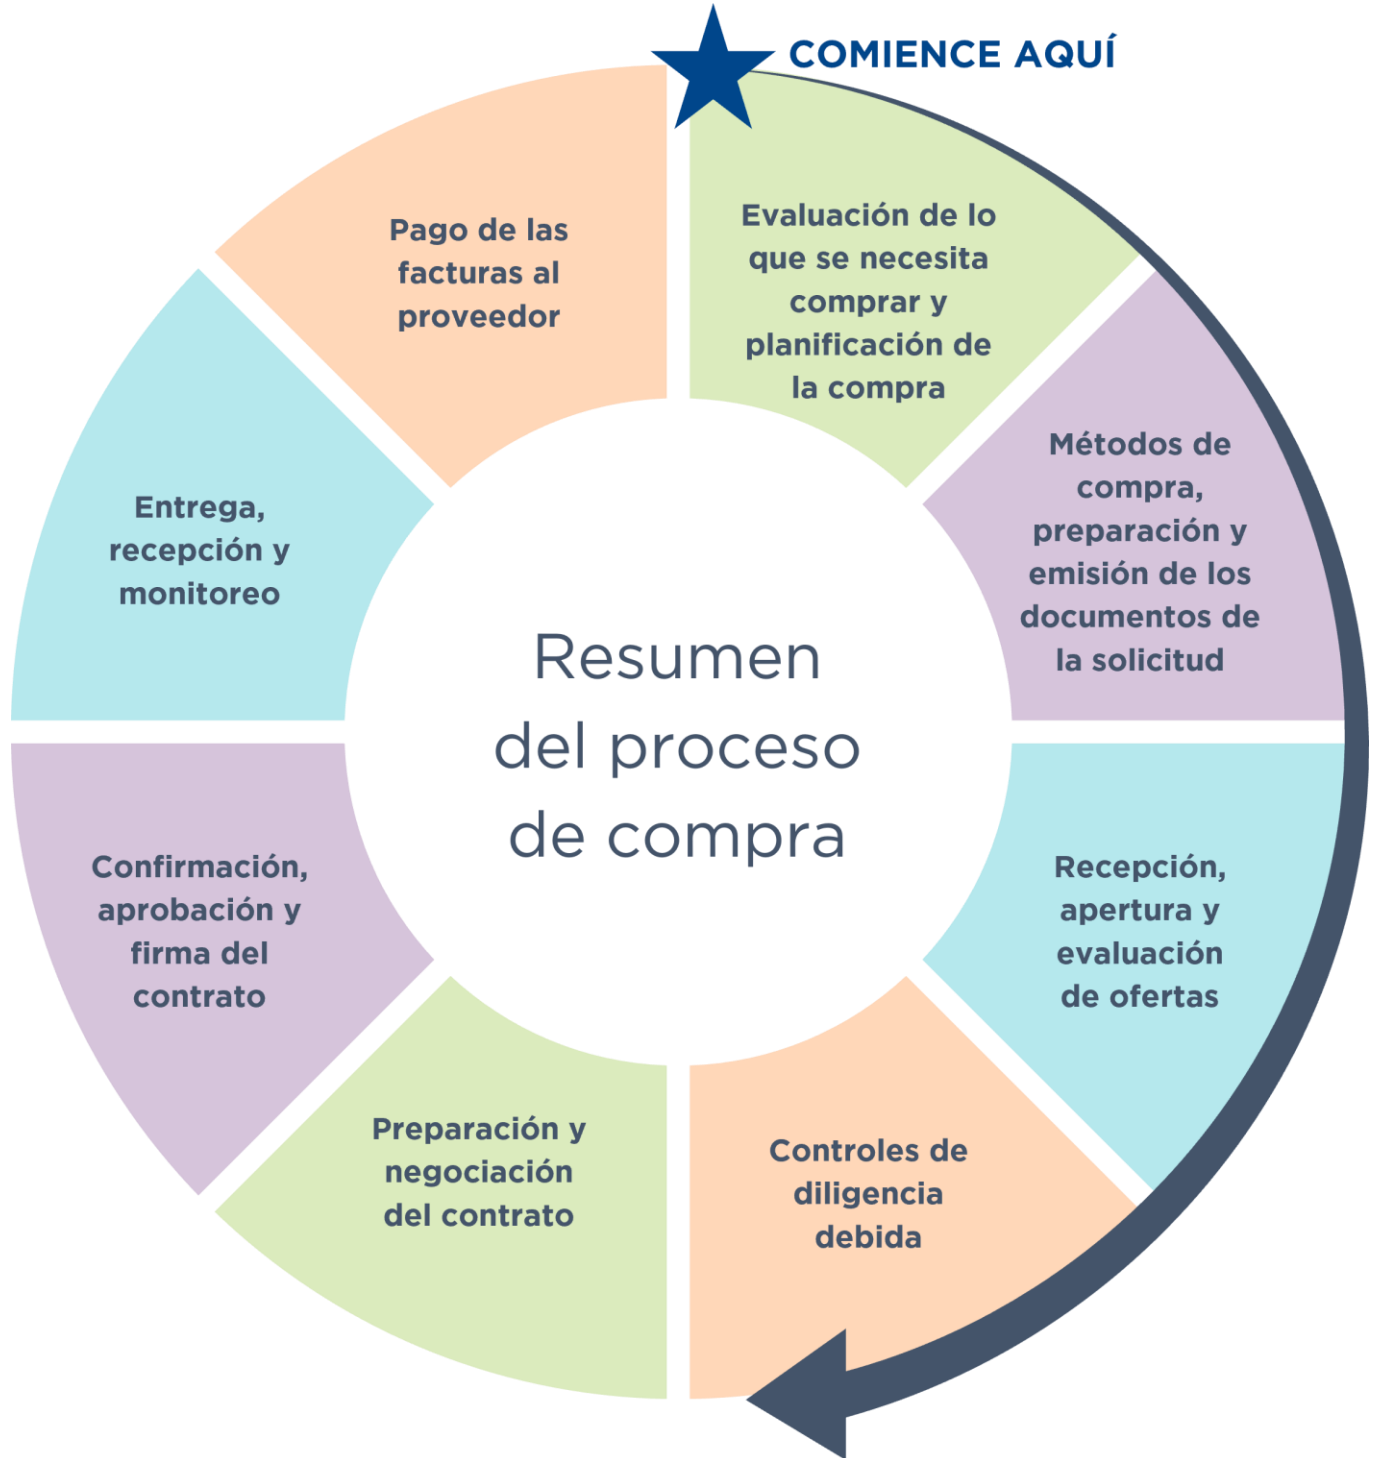 COMIENCE AQUÍ
Evaluación de lo
que se necesita
comprar y
planificación de
la compra
Métodos de
compra,
preparación y
emisión de los
documentos de
la solicitud
Recepción,
apertura y
evaluación
de ofertas
Controles de
diligencia
debida
Preparación y
negociación
del contrato
Confirmación,
aprobación y
firma del
contrato
Entrega,
recepción y
monitoreo
Pago de las
facturas al
proveedor
Resumen
del proceso
de compra